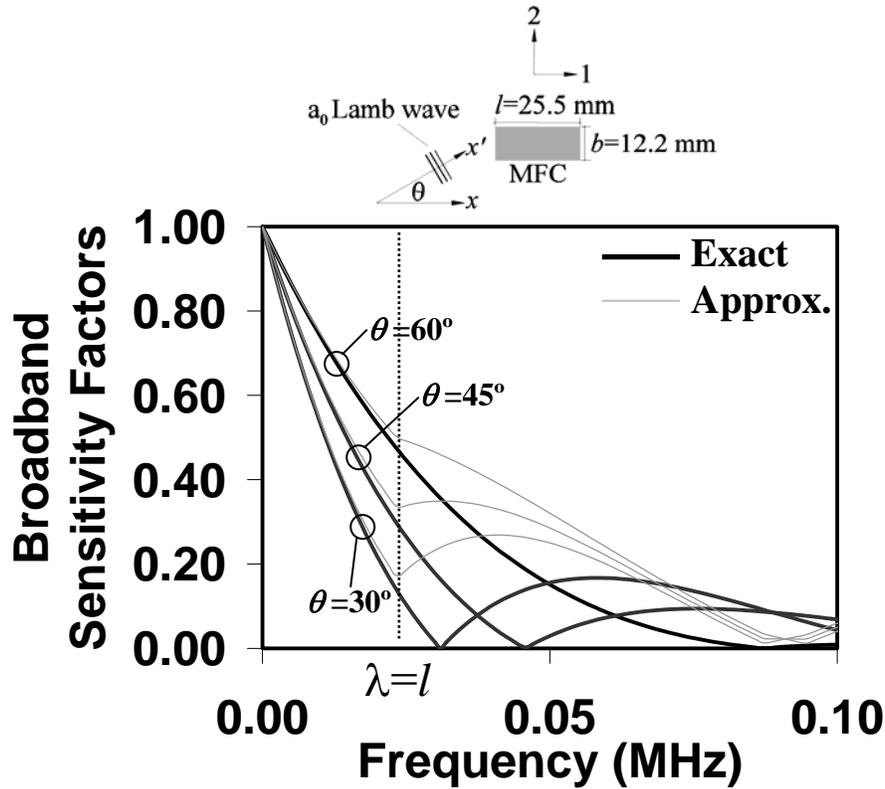 2
1
a0 Lamb wave
l=25.5 mm
x'
b=12.2 mm
θ
x
MFC
Broadband
Sensitivity Factors
1.00
0.80
0.60
0.40
0.20
0.00
Exact
Approx.
θ=60º
θ=45º
θ=30º
λ=l
0.00
0.05
0.10
Frequency (MHz)